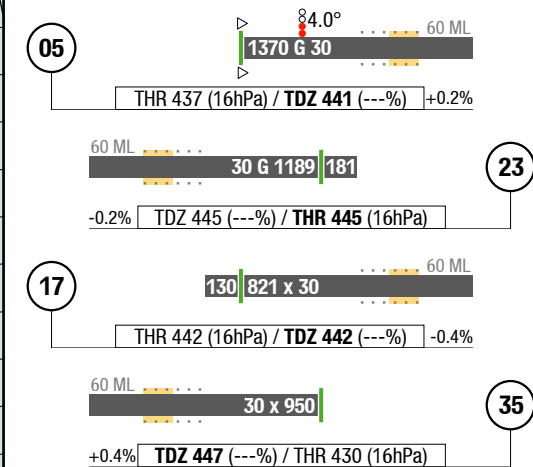 4.0°
60 ML
05
1370 G 30
THR 437 (16hPa) / TDZ 441 (---%) +0.2%
60 ML
30 G 1189 181
23
-0.2% TDZ 445 (---%) / THR 445 (16hPa)
60 ML
17
130 821 x 30
THR 442 (16hPa) / TDZ 442 (---%) -0.4%
60 ML
30 x 950
35
+0.4% TDZ 447 (---%) / THR 430 (16hPa)